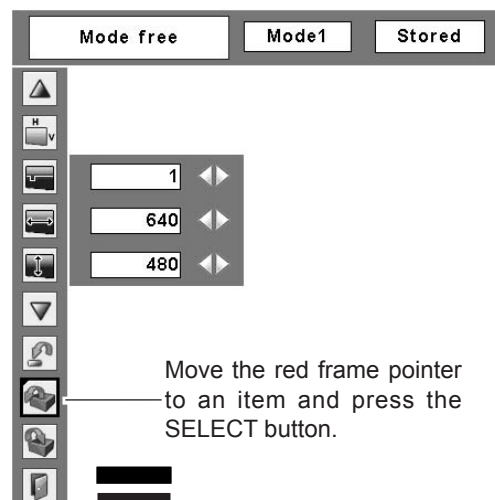 Mode free Mode1 Stored
H
V
1
640
480
Move the red frame pointer
to an item and press the
SELECT button.